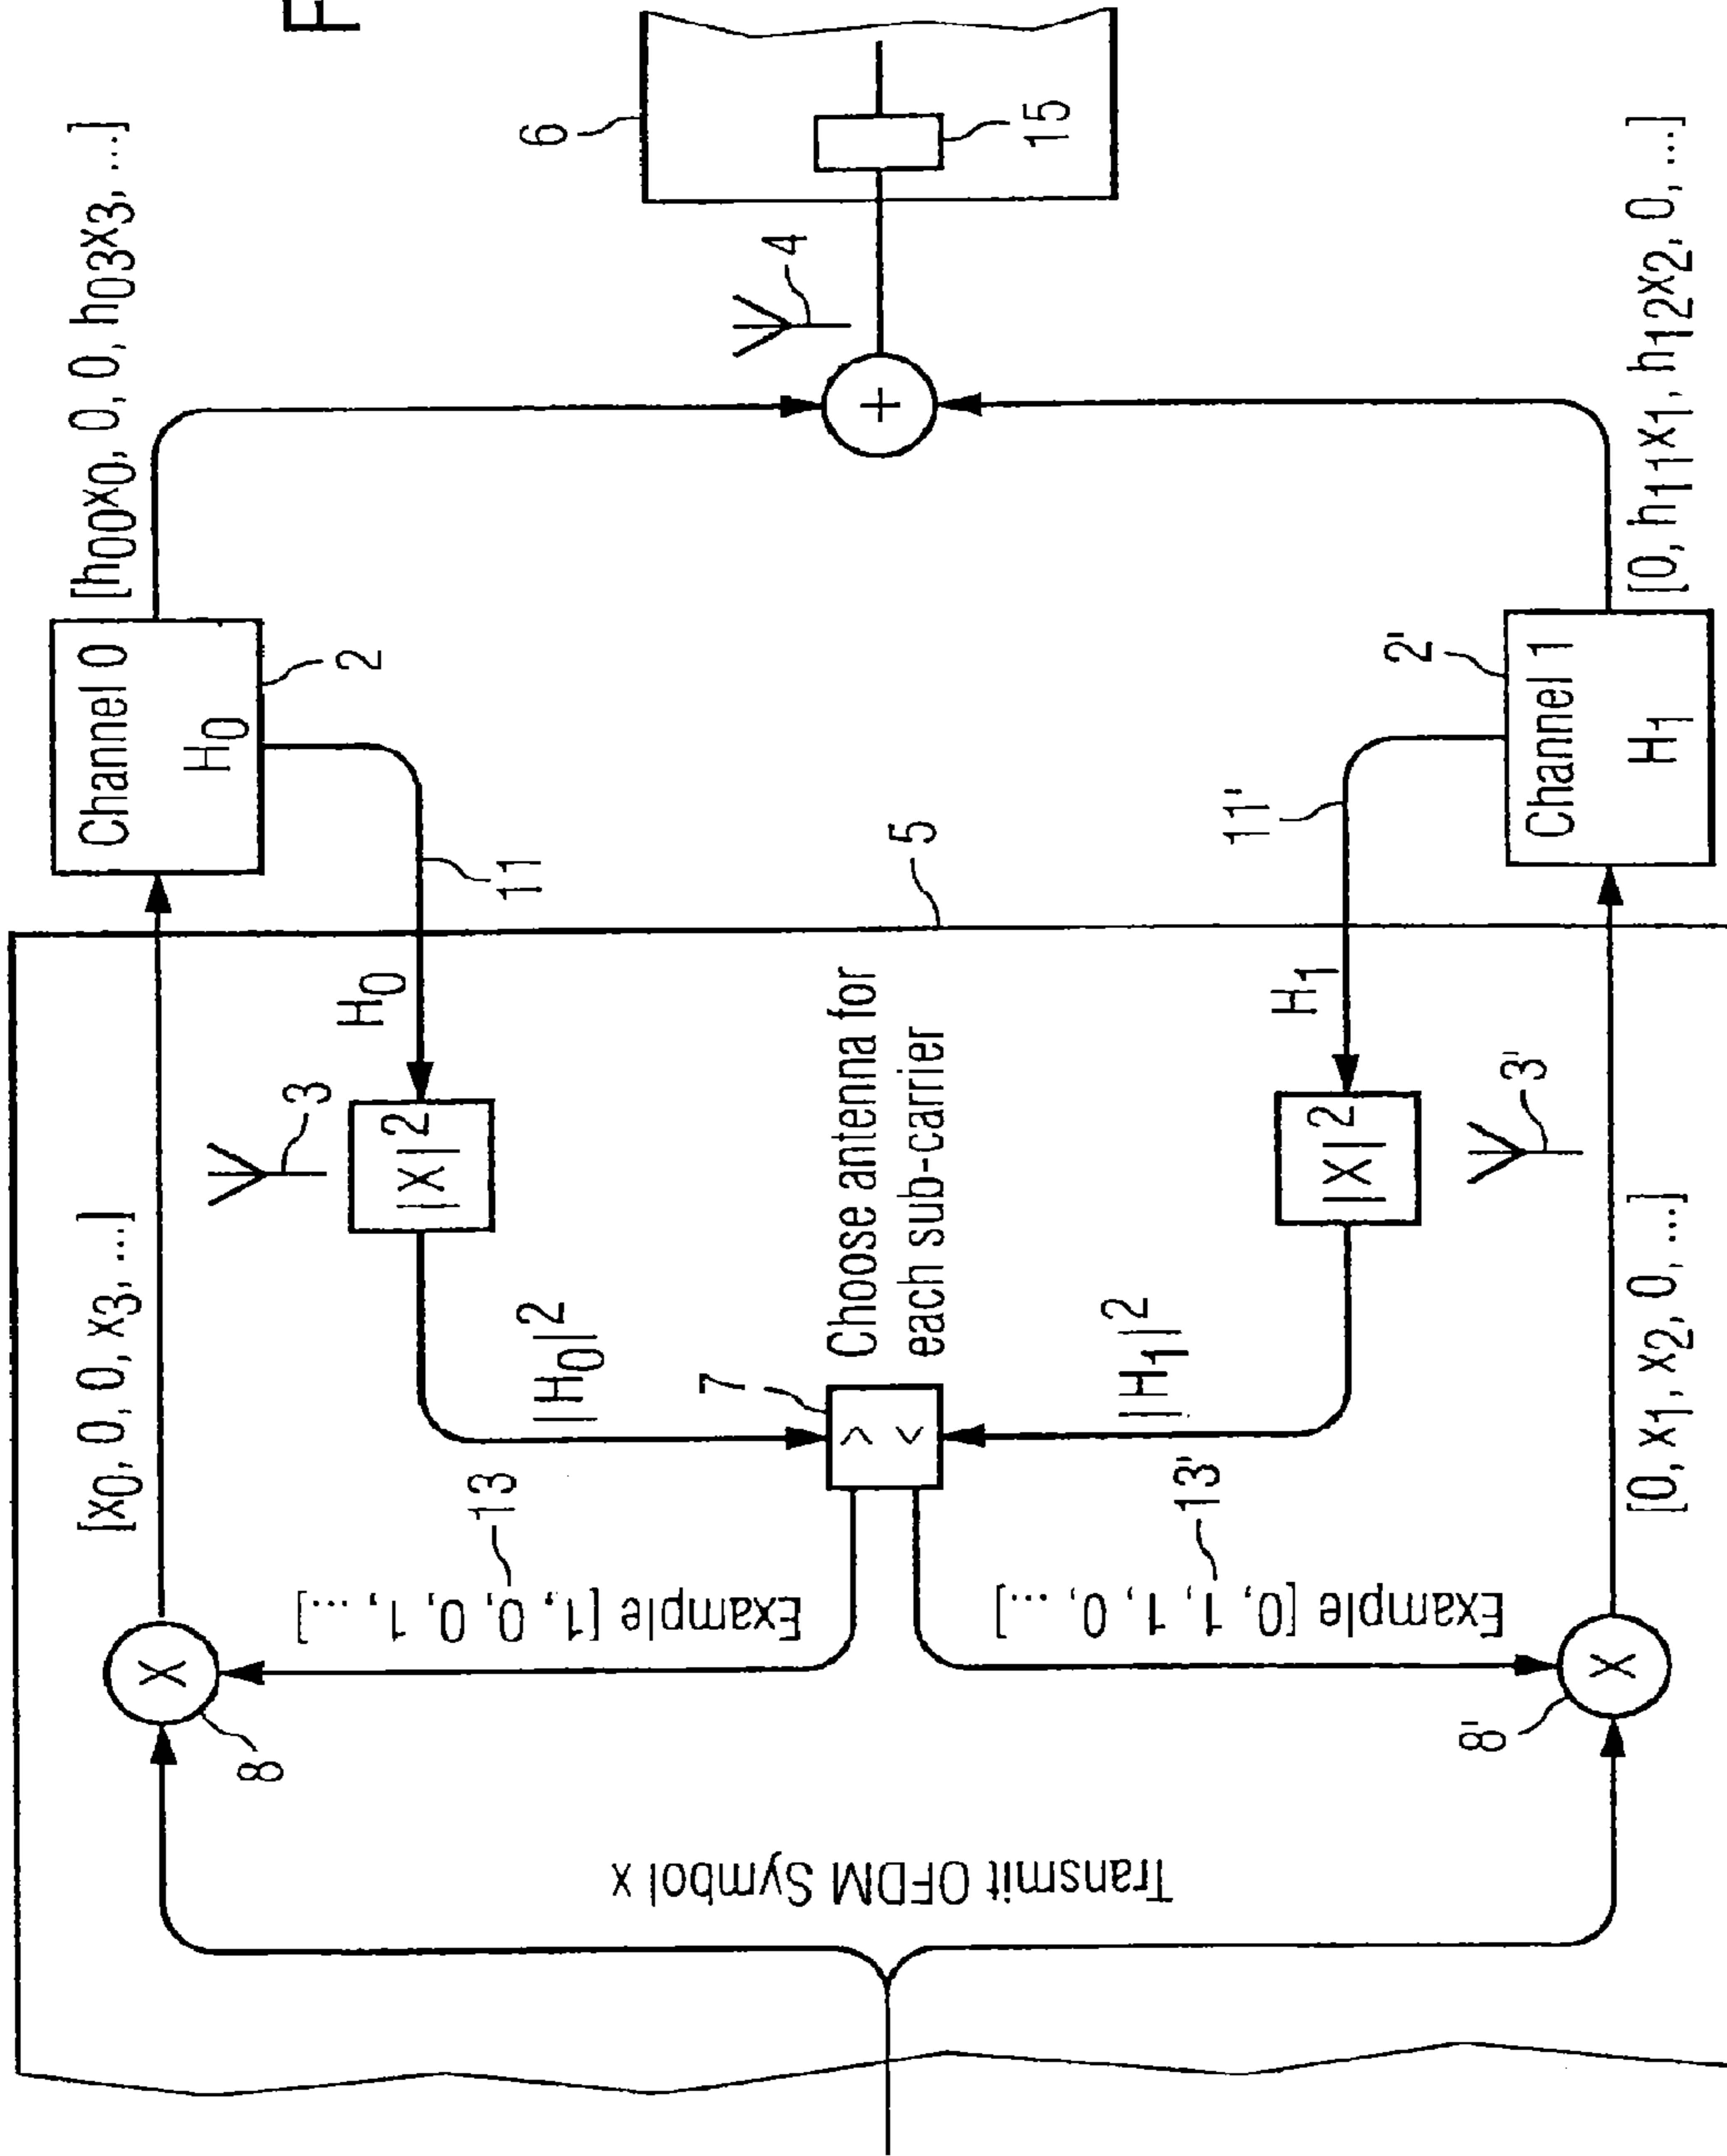 F
[h00x0, 0, 0, h03x3, ...]
Channel 0
H0
2
11
H0
[x0, 0, 0, x3, ...]
3
|X|²
|H0|²
13
Example [1, 0, 0, 1, ...]
X
8
6
15
4
+
5
Choose antenna for
each sub-carrier
7
> <
Transmit OFDM Symbol x
[0, h11x1, h12x2, 0, ...]
2'
Channel 1
H1
11'
H1
|X|²
3'
|H1|²
13'
Example [0, 1, 1, 0, ...]
[0, x1, x2, 0, ...]
X
8'